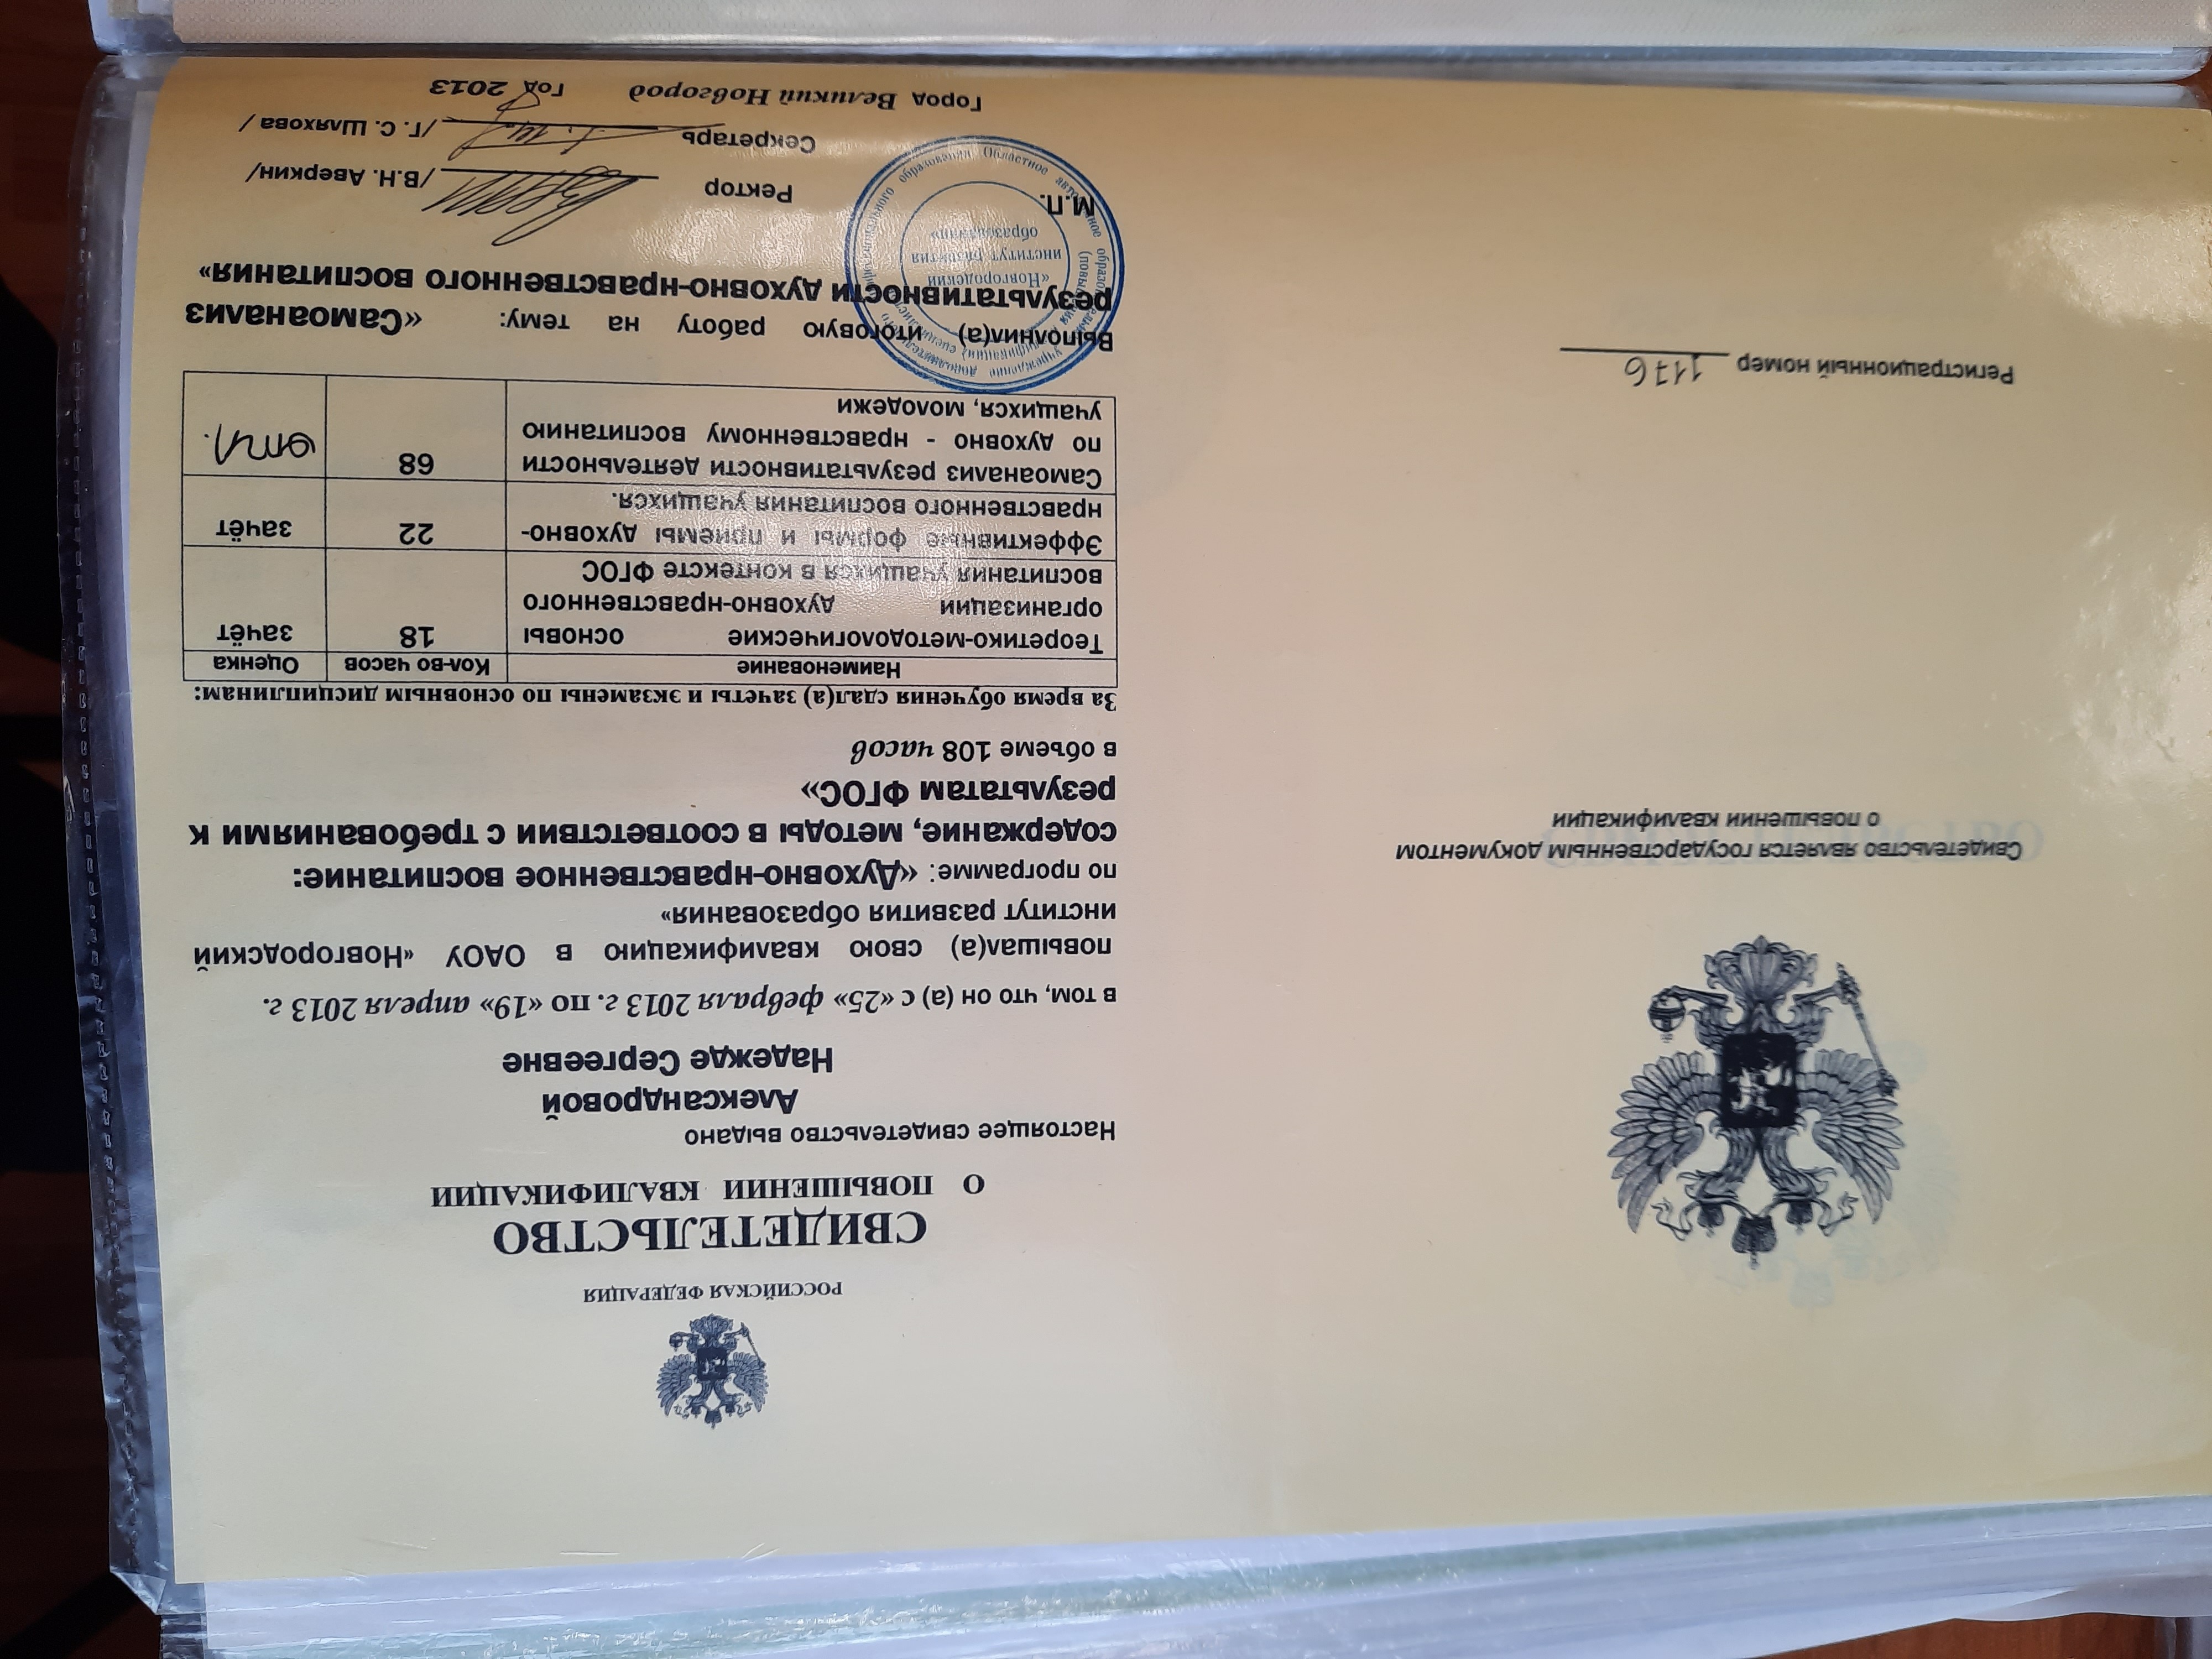 Свидетельство является государственным документом
о повышении квалификации
Регистрационный номер 1176
РОССИЙСКАЯ ФЕДЕРАЦИЯ
СВИДЕТЕЛЬСТВО
О ПОВЫШЕНИИ КВАЛИФИКАЦИИ
Настоящее свидетельство выдано
Александровой
Надежде Сергеевне
в том, что он (а) с «25» февраля 2013 г. по «19» апреля 2013 г.
повышал(а) свою квалификацию в ОАОУ «Новгородский
институт развития образования»
по программе: «Духовно-нравственное воспитание:
содержание, методы в соответствии с требованиями к
результатам ФГОС»
в объеме 108 часов
За время обучения сдал(а) зачеты и экзамены по основным дисциплинам:
Наименование Кол-во часов Оценка
Теоретико-методологические основы 18 зачёт
организации духовно-нравственного
воспитания учащихся в контексте ФГОС
Эффективные формы и приемы духовно- 22 зачёт
нравственного воспитания учащихся.
Самоанализ результативности деятельности 68 отл.
по духовно - нравственному воспитанию
учащихся, молодежи
Выполнил(а) итоговую работу на тему: «Самоанализ
результативности духовно-нравственного воспитания»
М.П.
Ректор /В.Н. Аверкин/
Секретарь /Г. С. Шляхова /
Город Великий Новгород Год 2013
«Новгородский
институт развития
образования»